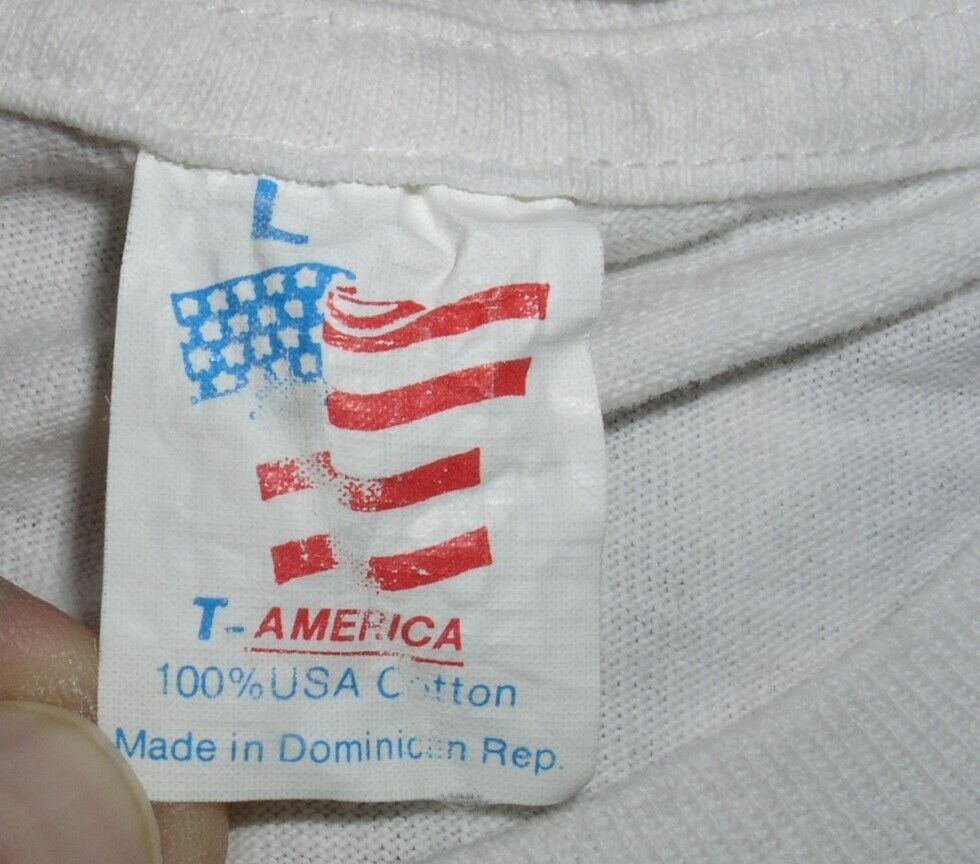 L
T-AMERICA
100% USA Cotton
Made in Dominican Rep.